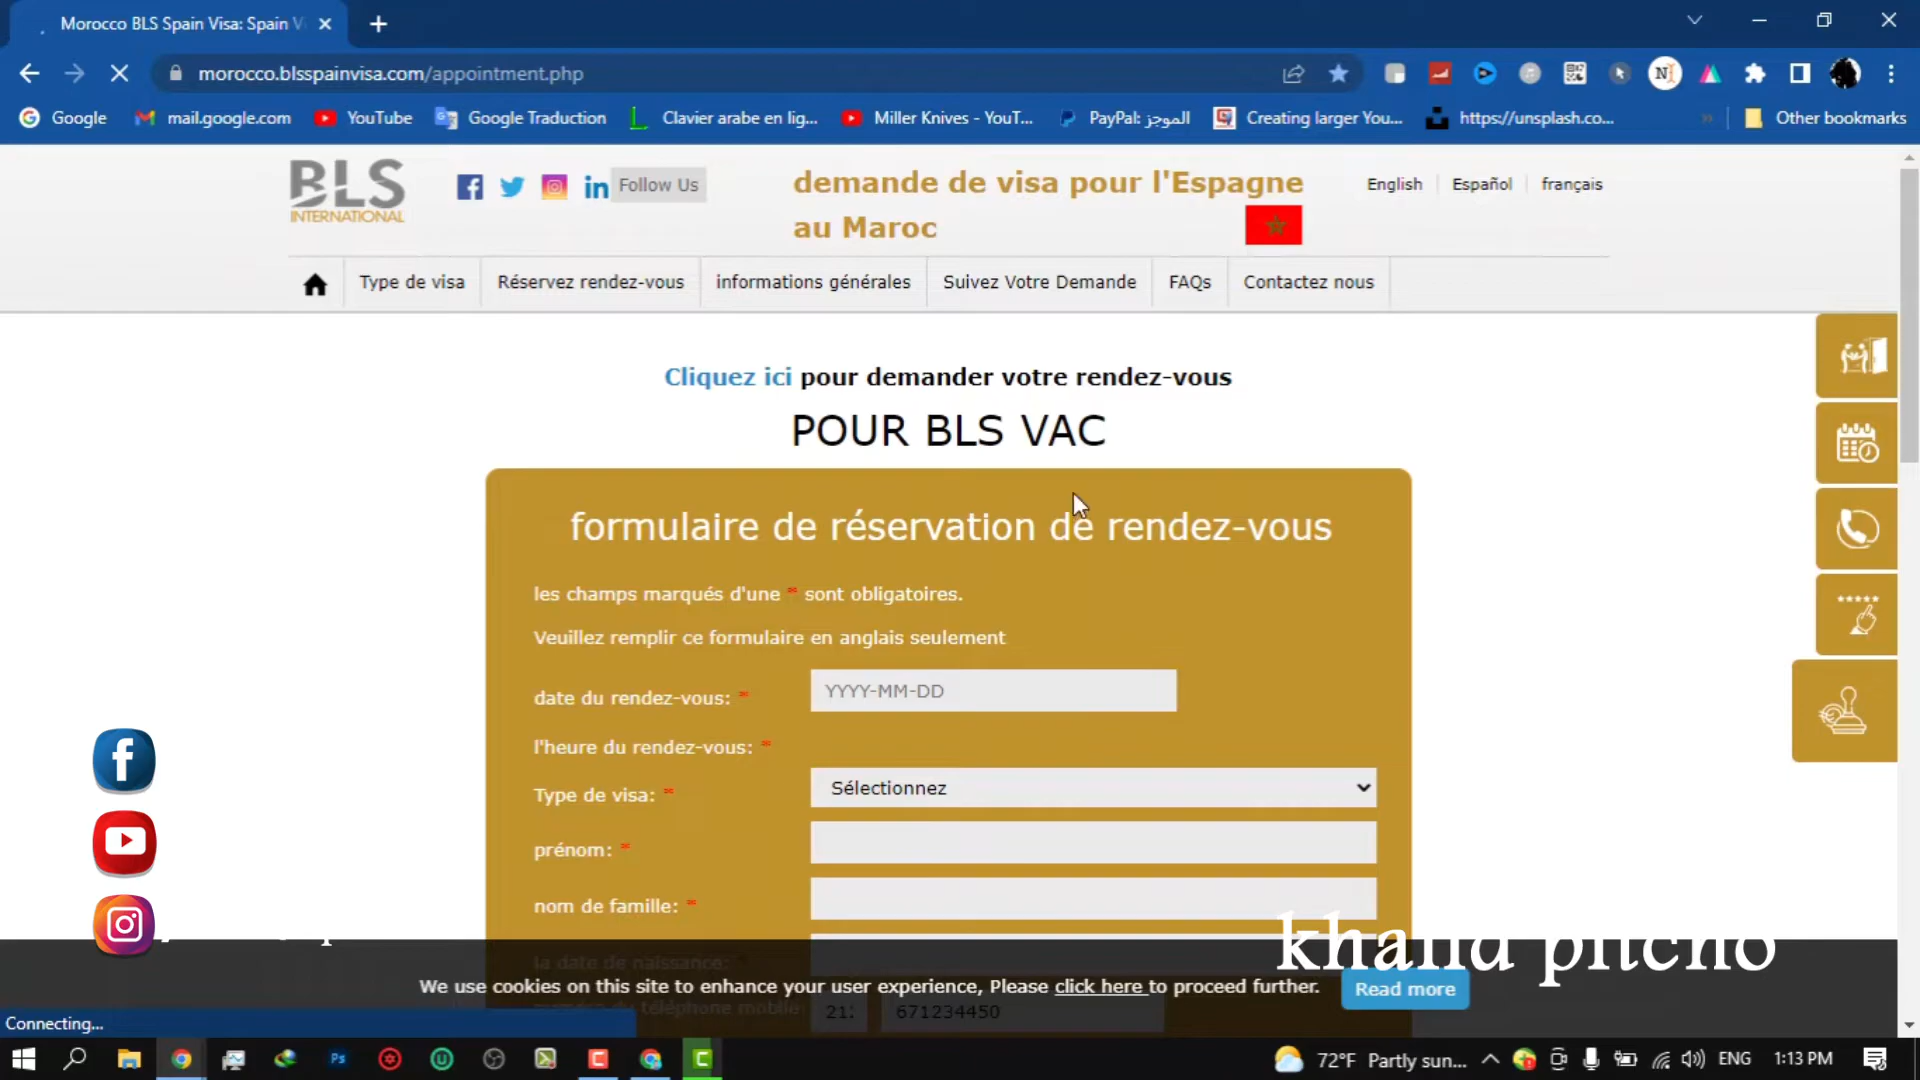 Morocco BLS Spain Visa: Spain V
morocco.blsspainvisa.com/appointment.php
Google
mail.google.com
YouTube
Google Traduction
Clavier arabe en lig...
Miller Knives - YouT...
PayPal: الموجز
Creating larger You...
https://unsplash.co...
Other bookmarks
BLS
INTERNATIONAL
Follow Us
demande de visa pour l'Espagne
au Maroc
English
Español
français
Type de visa
Réservez rendez-vous
informations générales
Suivez Votre Demande
FAQs
Contactez nous
Cliquez ici pour demander votre rendez-vous
POUR BLS VAC
formulaire de réservation de rendez-vous
les champs marqués d'une * sont obligatoires.
Veuillez remplir ce formulaire en anglais seulement
date du rendez-vous: *
YYYY-MM-DD
l'heure du rendez-vous: *
Type de visa: *
Sélectionnez
prénom: *
nom de famille: *
khalid pitcho
la date de naissance:
We use cookies on this site to enhance your user experience, Please click here to proceed further.
Read more
671234450
Connecting...
72°F Partly sun...
ENG
1:13 PM